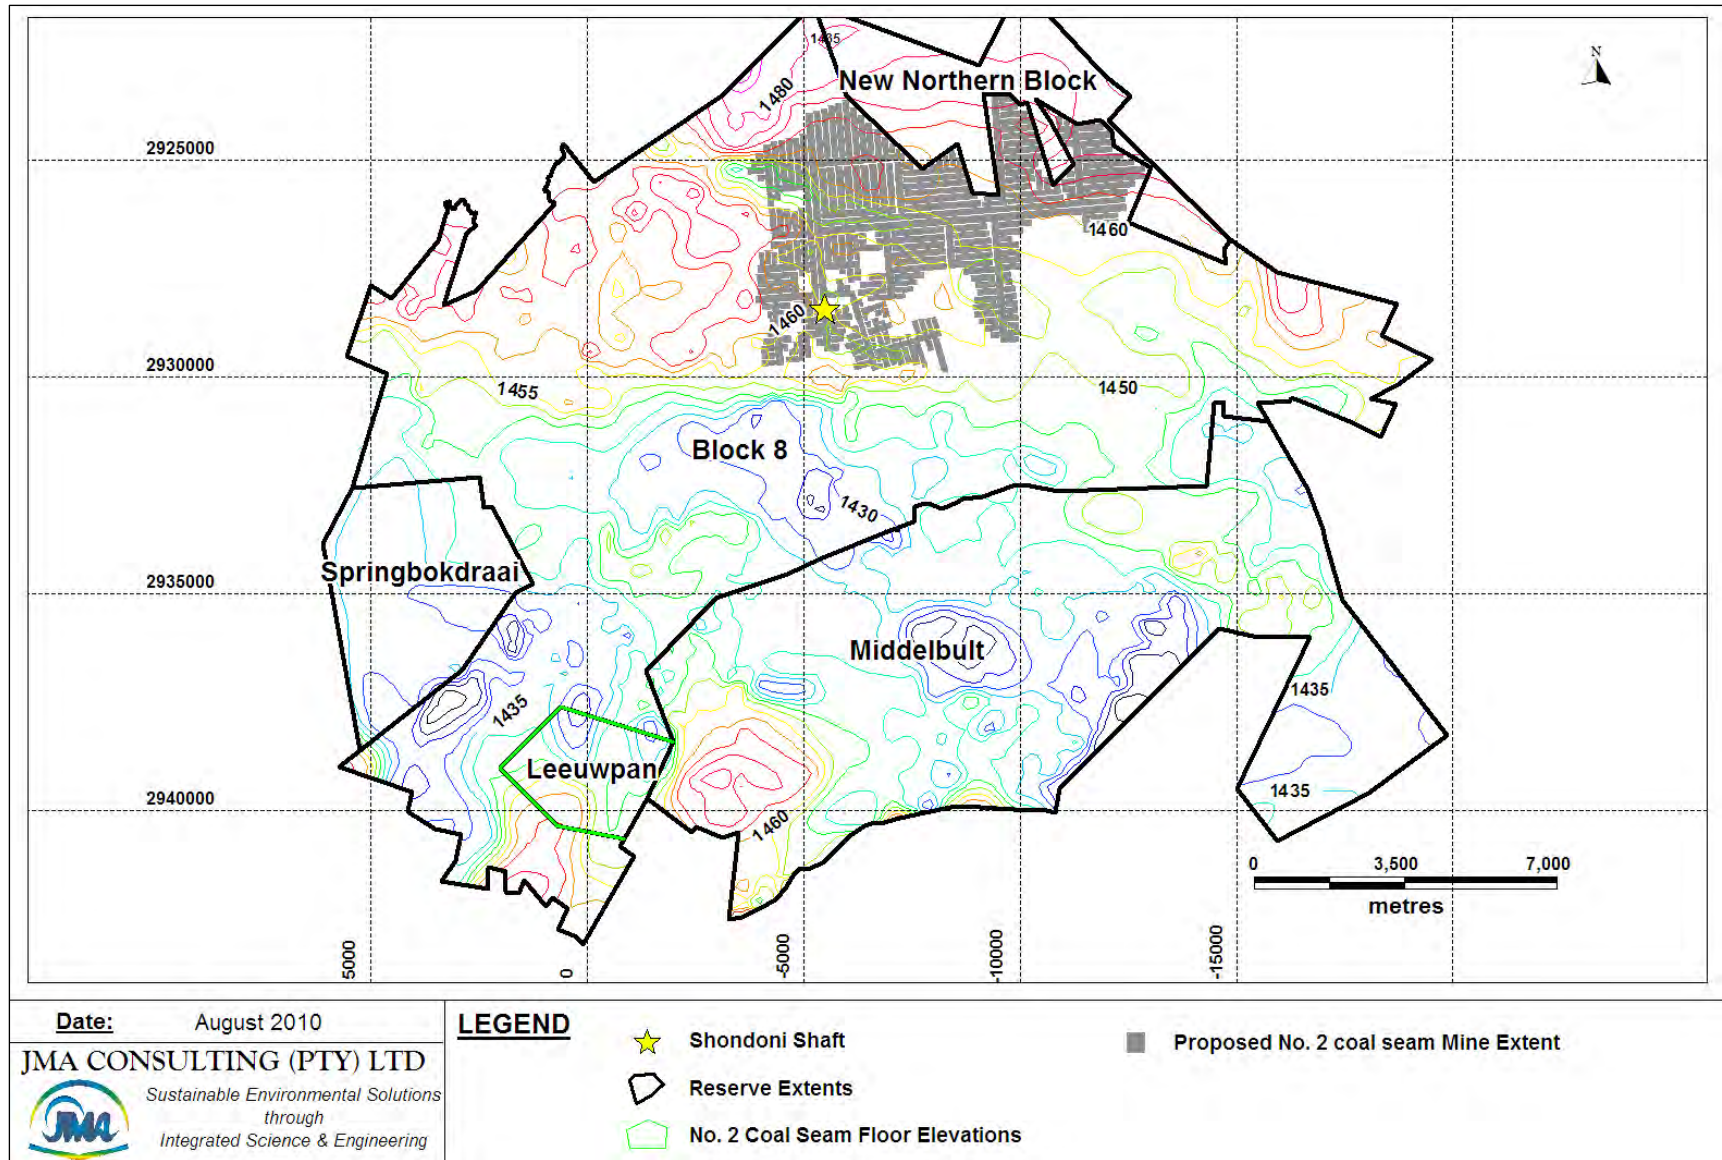 1435
N
New Northern Block
1480
2925000
1460
1460
2930000
1455
1450
Block 8
1430
Springbokdraai
2935000
Middelbult
1435
1435
Leeuwpan
1435
2940000
1460
0 3,500 7,000
metres
5000 0 -5000 -10000 -15000
Date: August 2010
LEGEND
Shondoni Shaft
Proposed No. 2 coal seam Mine Extent
JMA CONSULTING (PTY) LTD
Sustainable Environmental Solutions
through
Integrated Science & Engineering
JMA
Reserve Extents
No. 2 Coal Seam Floor Elevations